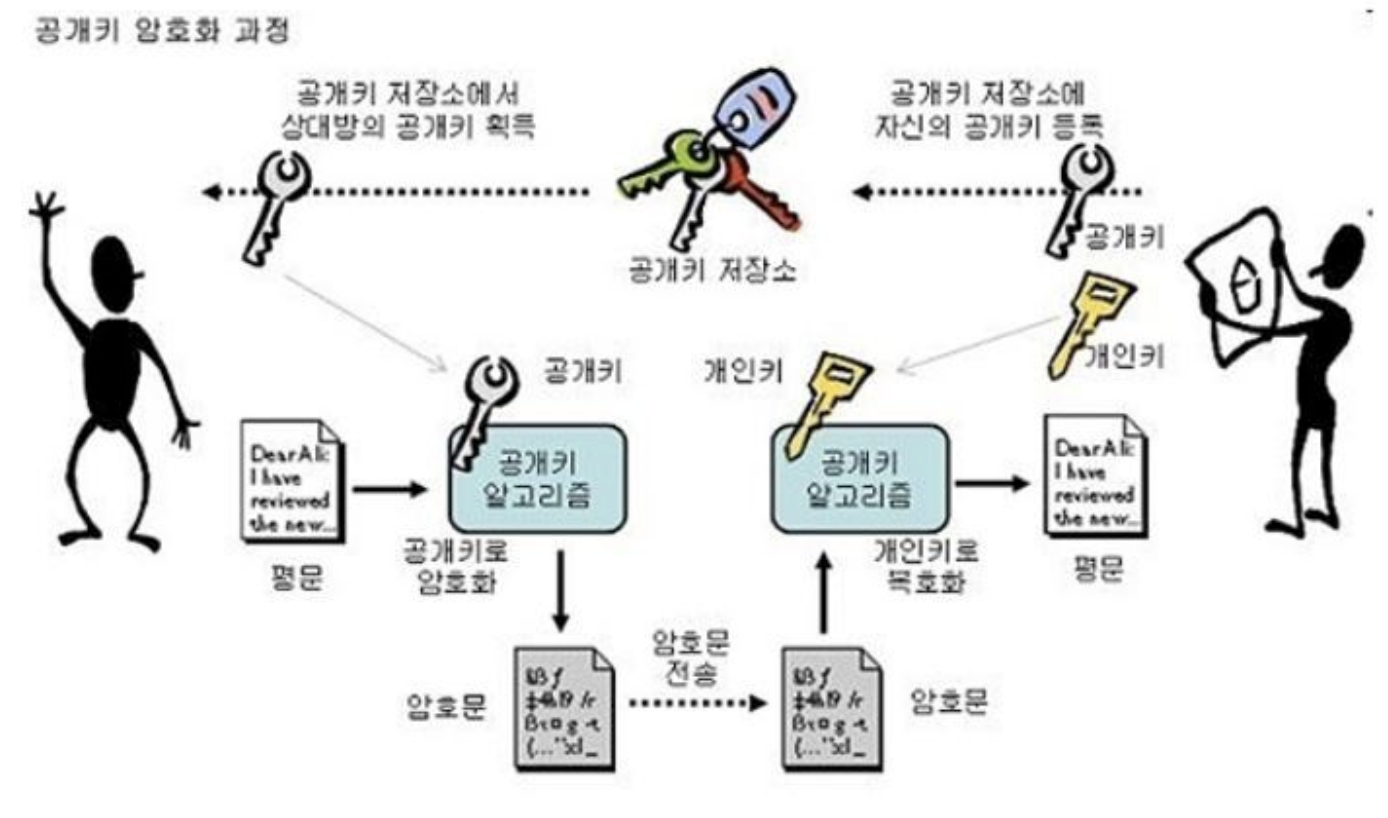 공개키 암호화 과정
공개키 저장소에서
상대방의 공개키 획득
공개키 저장소에
자신의 공개키 등록
공개키
공개키 저장소
개인키
공개키
개인키
Dear Ali:
I have
reviewed
the new...
공개키
알고리즘
공개키
알고리즘
Dear Ali:
I have
reviewed
the new...
평문
공개키로
암호화
개인키로
복호화
평문
암호문
전송
암호문
암호문